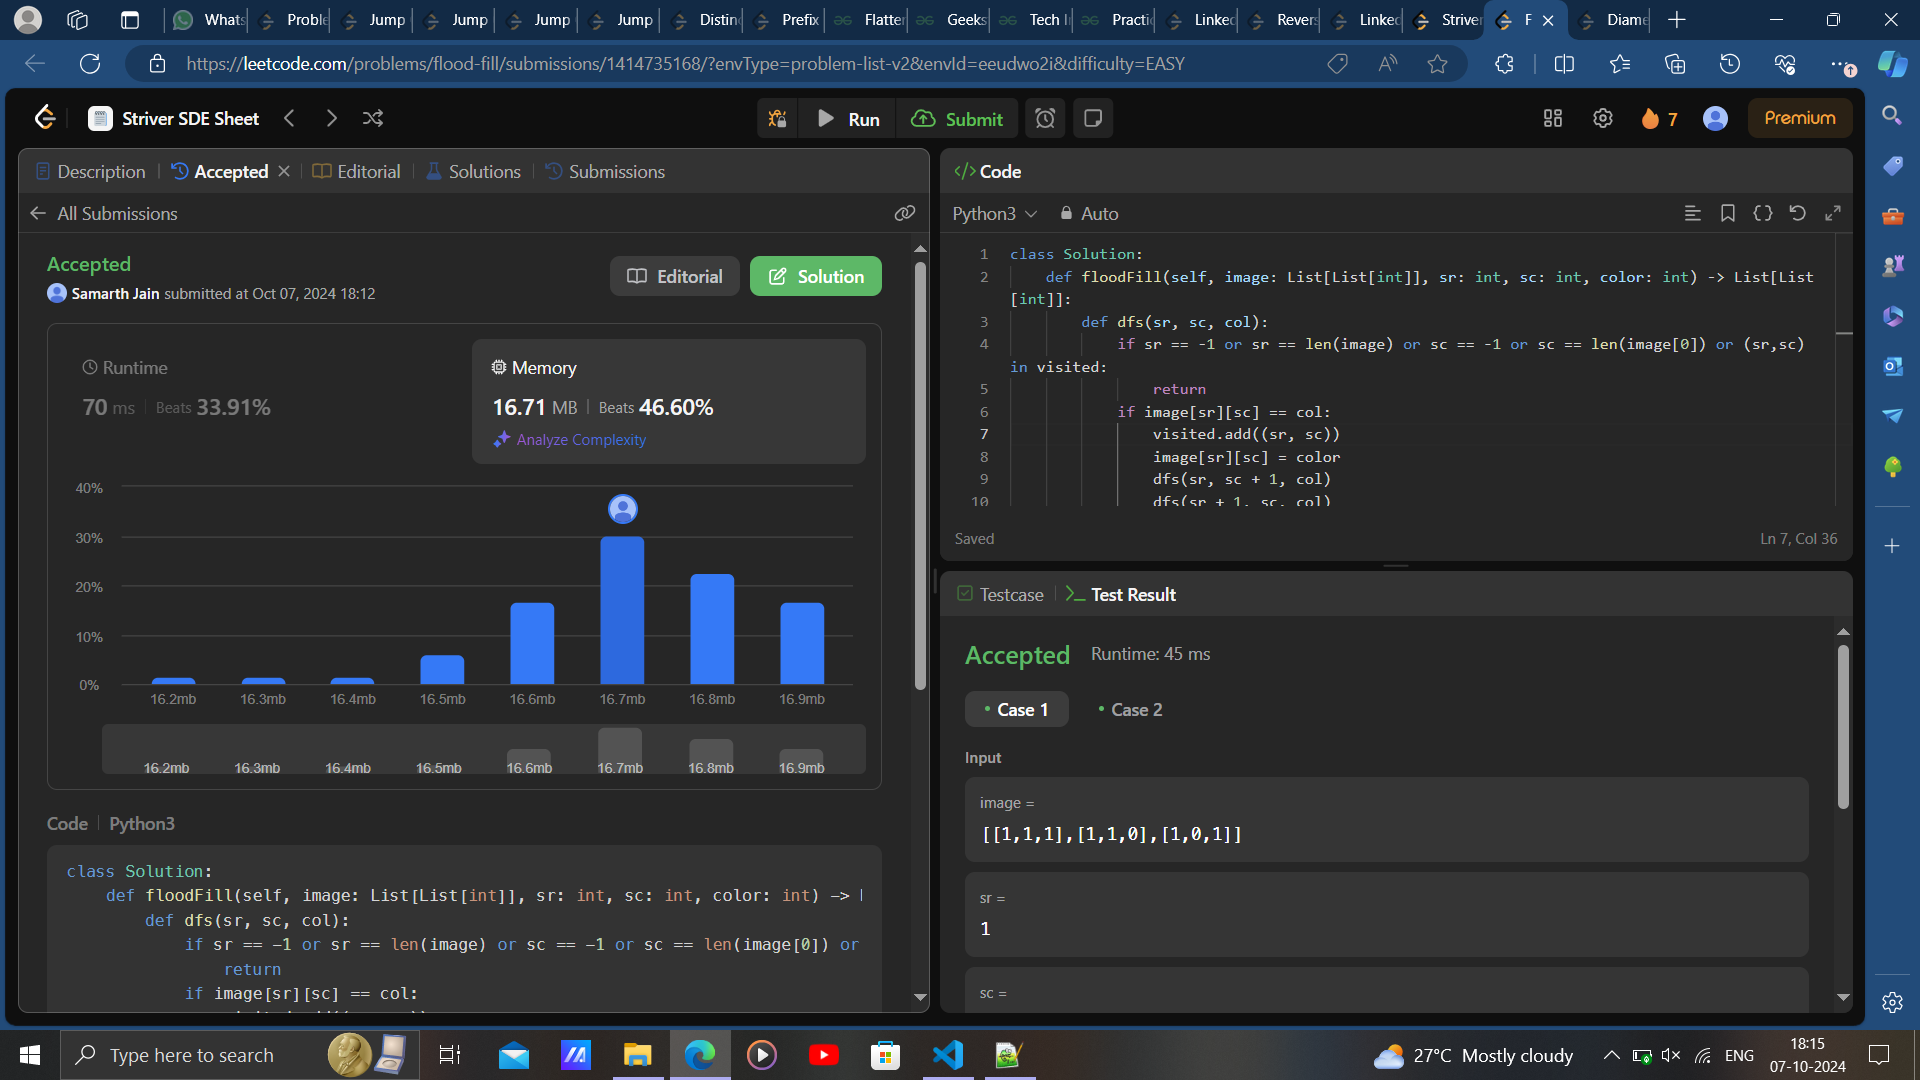 Whats
Proble
Jump
Jump
Jump
Jump
Distinc
Prefix
Flatter
Geeks
Tech I
Practic
Linked
Revers
Linked
Striver
F
Diame
https://leetcode.com/problems/flood-fill/submissions/1414735168/?envType=problem-list-v2&envId=eeudwo2i&difficulty=EASY
Striver SDE Sheet
Run
Submit
7
Premium
Description
Accepted
Editorial
Solutions
Submissions
All Submissions
Accepted
Samarth Jain submitted at Oct 07, 2024 18:12
Editorial
Solution
Runtime
70 ms
Beats 33.91%
Memory
16.71 MB
Beats 46.60%
Analyze Complexity
40%
30%
20%
10%
0%
16.2mb 16.3mb 16.4mb 16.5mb 16.6mb 16.7mb 16.8mb 16.9mb
16.2mb 16.3mb 16.4mb 16.5mb 16.6mb 16.7mb 16.8mb 16.9mb
Code
Python3
class Solution:
def floodFill(self, image: List[List[int]], sr: int, sc: int, color: int) ->
def dfs(sr, sc, col):
if sr == -1 or sr == len(image) or sc == -1 or sc == len(image[0]) or
return
if image[sr][sc] == col:
</> Code
Python3
Auto
1 class Solution:
2 def floodFill(self, image: List[List[int]], sr: int, sc: int, color: int) -> List[List
[int]]:
3 def dfs(sr, sc, col):
4 if sr == -1 or sr == len(image) or sc == -1 or sc == len(image[0]) or (sr,sc)
in visited:
5 return
6 if image[sr][sc] == col:
7 visited.add((sr, sc))
8 image[sr][sc] = color
9 dfs(sr, sc + 1, col)
10 dfs(sr + 1, sc, col)
Saved
Ln 7, Col 36
Testcase
Test Result
Accepted
Runtime: 45 ms
Case 1
Case 2
Input
image =
[[1,1,1],[1,1,0],[1,0,1]]
sr =
1
sc =
Type here to search
27°C Mostly cloudy
ENG
18:15
07-10-2024